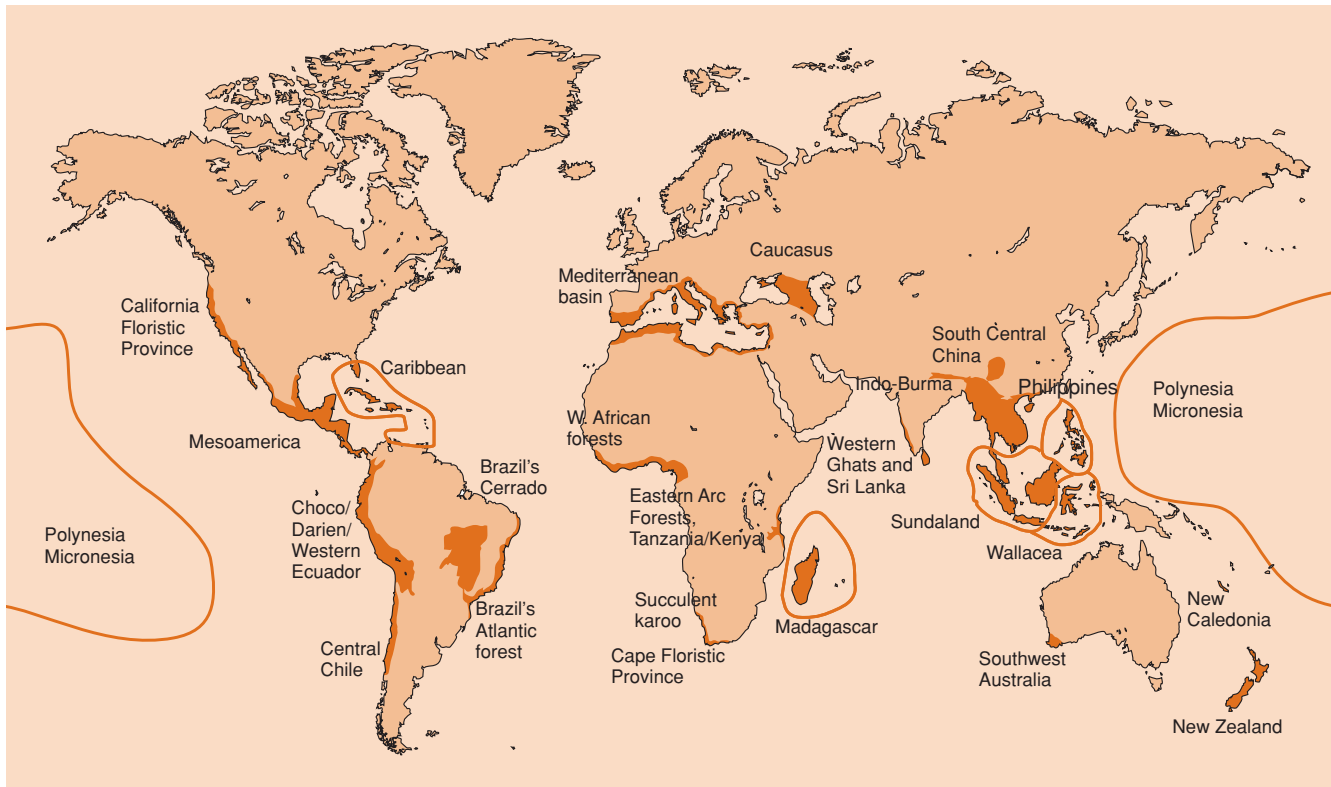 Caucasus
Mediterranean
basin
California
Floristic
Province
South Central
China
Caribbean
Indo-Burma
Philippines
Polynesia
Micronesia
W. African
forests
Mesoamerica
Western
Ghats and
Sri Lanka
Brazil's
Cerrado
Eastern Arc
Forests,
Tanzania/Kenya
Choco/
Darien/
Western
Ecuador
Sundaland
Polynesia
Micronesia
Wallacea
Succulent
karoo
Madagascar
New
Caledonia
Brazil's
Atlantic
forest
Central
Chile
Cape Floristic
Province
Southwest
Australia
New Zealand